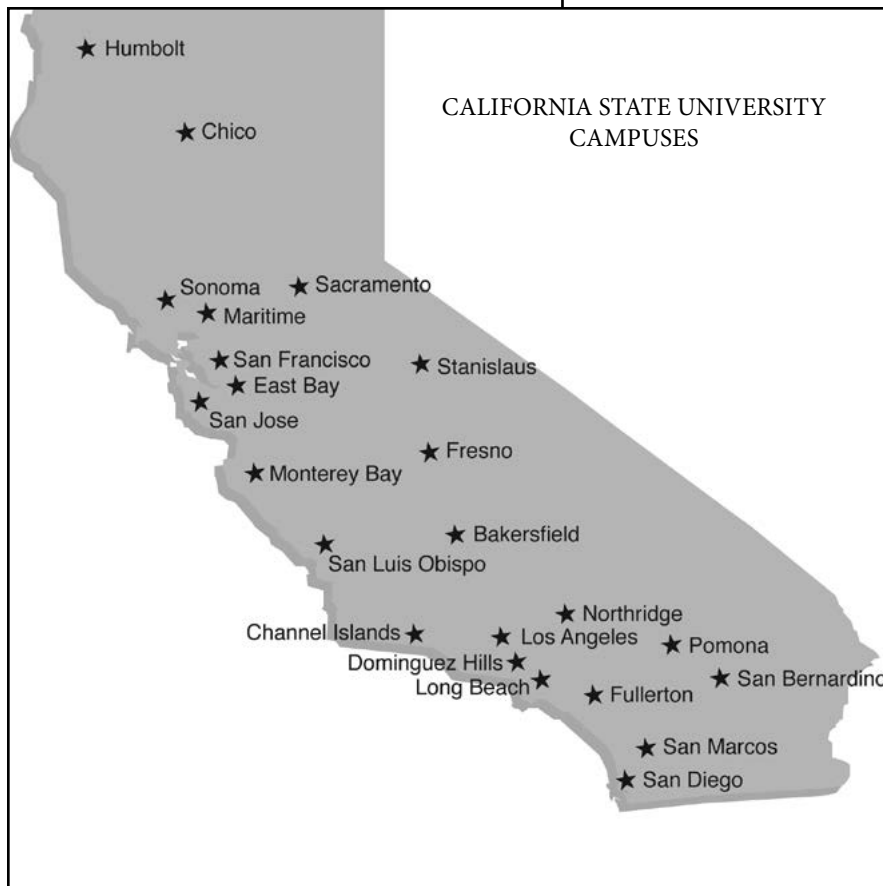 Humbolt
CALIFORNIA STATE UNIVERSITY
CAMPUSES
Chico
Sonoma
Sacramento
Maritime
San Francisco
Stanislaus
East Bay
San Jose
Fresno
Monterey Bay
Bakersfield
San Luis Obispo
Northridge
Channel Islands
Los Angeles
Pomona
Dominguez Hills
Long Beach
San Bernardino
Fullerton
San Marcos
San Diego